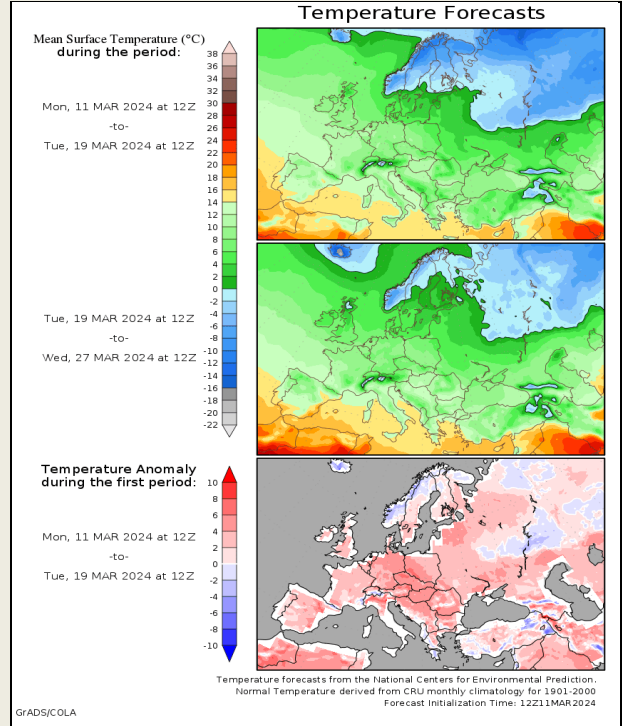 Temperature Forecasts
Mean Surface Temperature (°C)
during the period:
Mon, 11 MAR 2024 at 12Z
-to-
Tue, 19 MAR 2024 at 12Z
38
36
34
32
30
28
26
24
22
20
18
16
14
12
10
8
6
4
2
0
-2
-4
-6
-8
-10
-12
-14
-16
-18
-20
-22
Tue, 19 MAR 2024 at 12Z
-to-
Wed, 27 MAR 2024 at 12Z
Temperature Anomaly
during the first period:
Mon, 11 MAR 2024 at 12Z
-to-
Tue, 19 MAR 2024 at 12Z
10
8
6
4
2
0
-2
-4
-6
-8
-10
Temperature forecasts from the National Centers for Environmental Prediction.
Normal Temperature derived from CRU monthly climatology for 1901-2000
Forecast Initialization Time: 12Z11MAR2024
GrADS/COLA